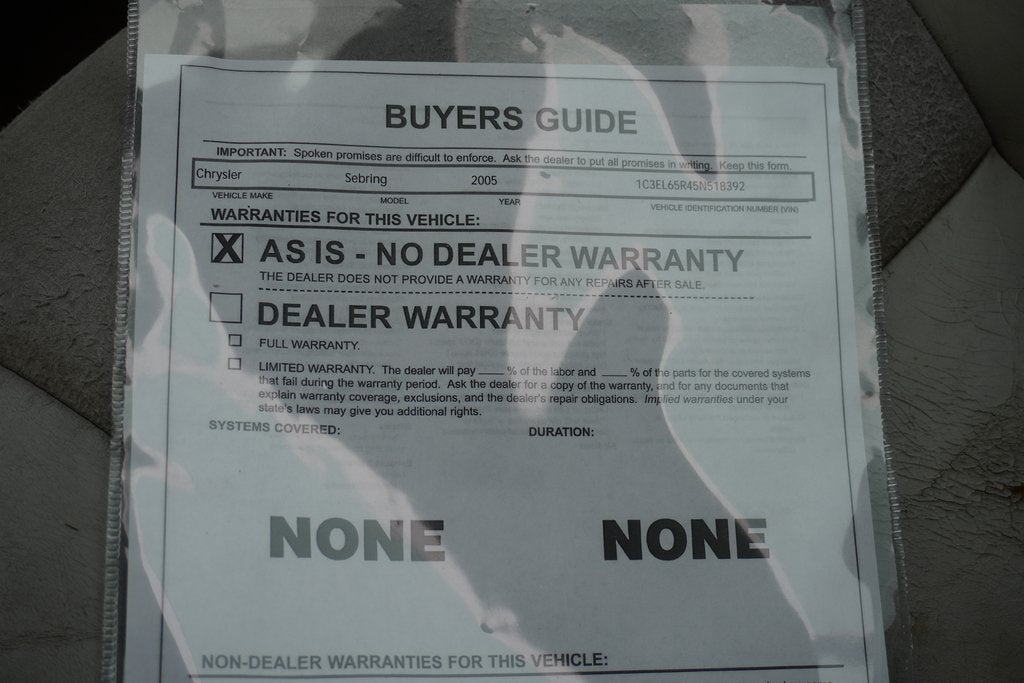 BUYERS GUIDE
IMPORTANT: Spoken promises are difficult to enforce. Ask the dealer to put all promises in writing. Keep this form.
Chrysler Sebring 2005 1C3EL65R45N518392
VEHICLE MAKE MODEL YEAR VEHICLE IDENTIFICATION NUMBER (VIN)
WARRANTIES FOR THIS VEHICLE:
X AS IS - NO DEALER WARRANTY
THE DEALER DOES NOT PROVIDE A WARRANTY FOR ANY REPAIRS AFTER SALE.
DEALER WARRANTY
FULL WARRANTY.
LIMITED WARRANTY. The dealer will pay ____ % of the labor and ____ % of the parts for the covered systems
that fail during the warranty period. Ask the dealer for a copy of the warranty, and for any documents that
explain warranty coverage, exclusions, and the dealer's repair obligations. Implied warranties under your
state's laws may give you additional rights.
SYSTEMS COVERED: DURATION:
NONE NONE
NON-DEALER WARRANTIES FOR THIS VEHICLE: